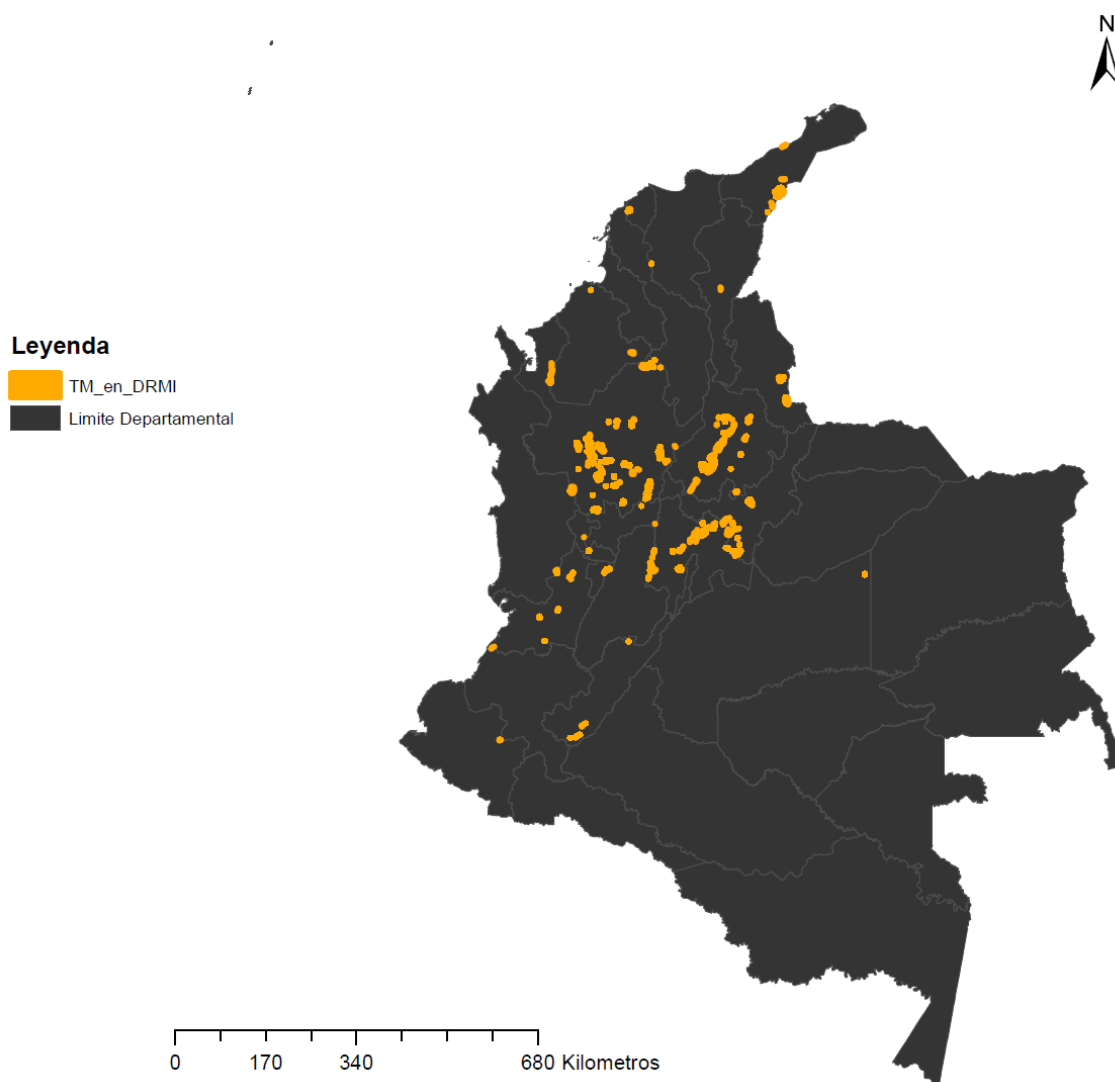 N
Leyenda
TM_en_DRMI
Limite Departamental
0 170 340 680 Kilometros